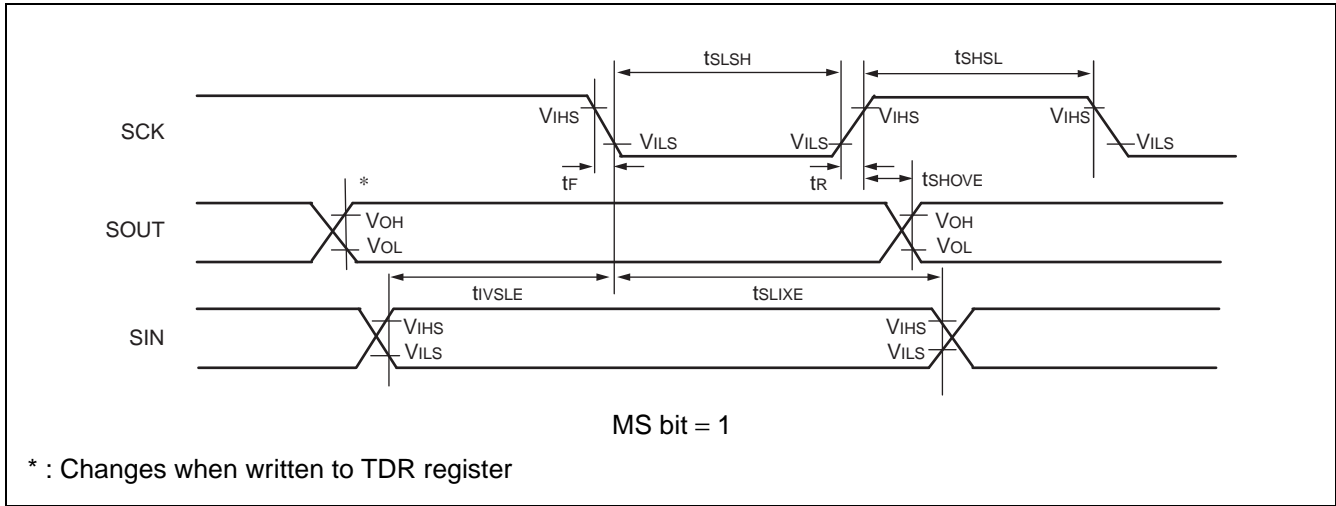 tSLSH
tSHSL
SCK
VIHS
VILS
VILS
VIHS
VIHS
VILS
tF
tR
tSHOVE
*
SOUT
VOH
VOL
VOH
VOL
tIVSLE
tSLIXE
SIN
VIHS
VILS
VIHS
VILS
MS bit = 1
* : Changes when written to TDR register